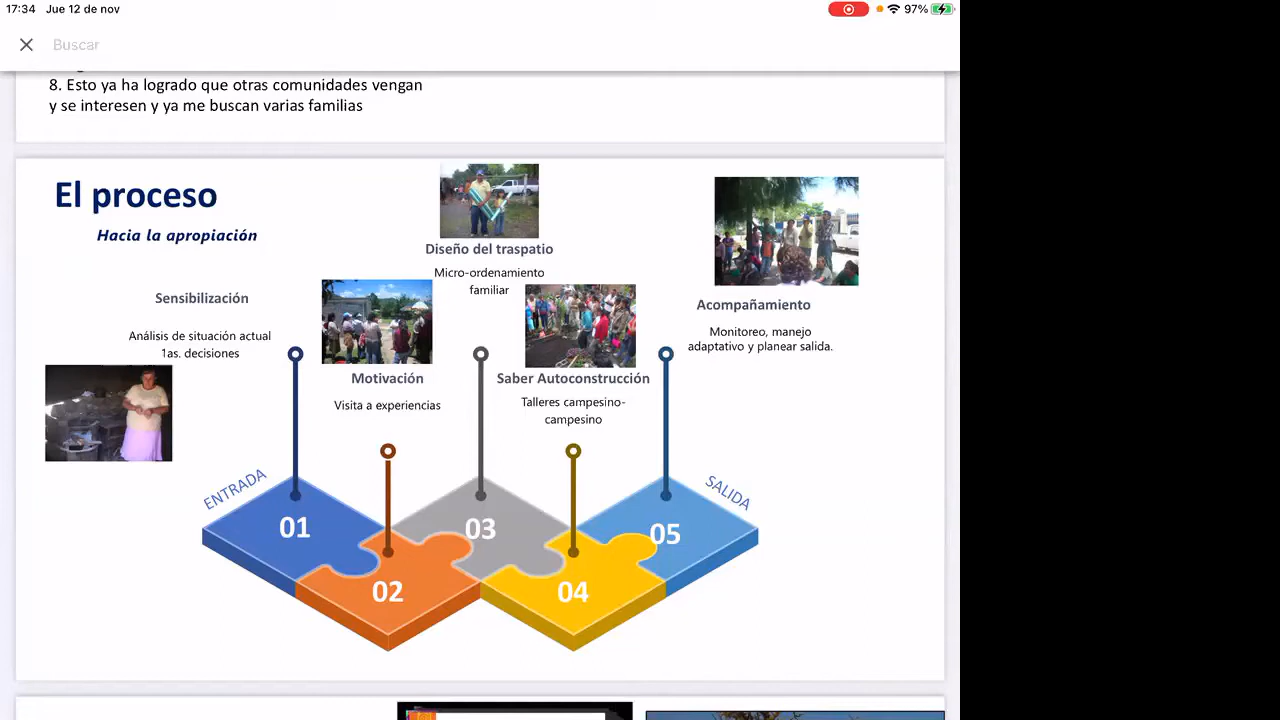 17:34 Jue 12 de nov
97%
Buscar
8. Esto ya ha logrado que otras comunidades vengan
y se interesen y ya me buscan varias familias
El proceso
Hacia la apropiación
Diseño del traspatio
Micro-ordenamiento
familiar
Sensibilización
Análisis de situación actual
1as. decisiones
Acompañamiento
Monitoreo, manejo
adaptativo y planear salida.
Motivación
Visita a experiencias
Saber Autoconstrucción
Talleres campesino-
campesino
ENTRADA
SALIDA
01
02
03
04
05